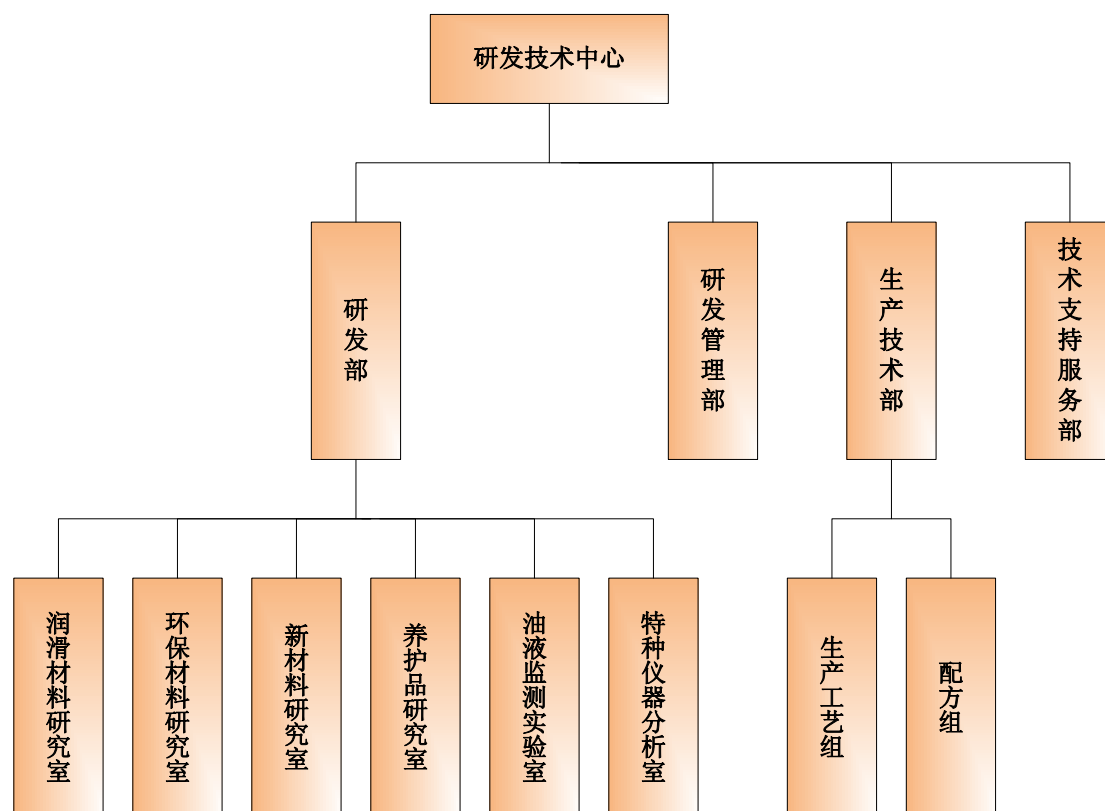 研发技术中心
研发部
研发管理部
生产技术部
技术支持服务部
润滑材料研究室
环保材料研究室
新材料研究室
养护品研究室
油液监测实验室
特种仪器分析室
生产工艺组
配方组